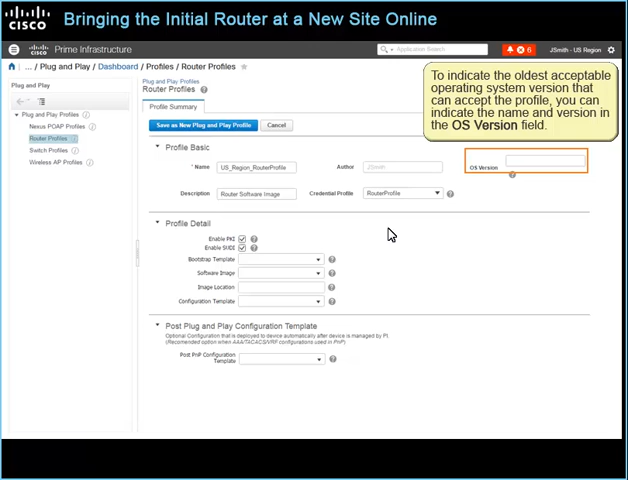 Bringing the Initial Router at a New Site Online
CISCO
CISCO Prime Infrastructure
Application Search
6
JSmith - US Region
... / Plug and Play / Dashboard / Profiles / Router Profiles
To indicate the oldest acceptable
operating system version that
can accept the profile, you can
indicate the name and version in
the OS Version field.
Plug and Play
Plug and Play Profiles
Nexus POAP Profiles
Router Profiles
Switch Profiles
Wireless AP Profiles
Plug and Play Profiles
Router Profiles
Profile Summary
Save as New Plug and Play Profile
Cancel
Profile Basic
* Name US_Region_RouterProfile
Author JSmith
OS Version
Description Router Software Image
Credential Profile RouterProfile
Profile Detail
Enable PKI
Enable SUDI
Bootstrap Template
Software Image
Image Location
Configuration Template
Post Plug and Play Configuration Template
Optional Configuration that is deployed to device automatically after device is managed by PI
(Recomended option when AAA/TACACS/VRF configurations used in PnP)
Post PnP Configuration
Template